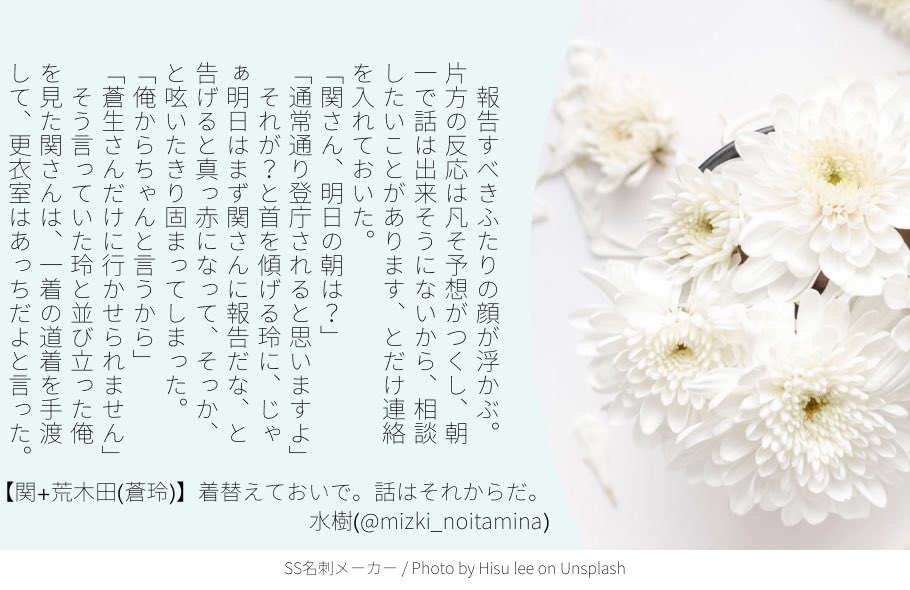 報告すべきふたりの顔が浮かぶ。
片方の反応は凡そ予想がつくし、朝
一で話は出来そうにないから、相談
したいことがあります、とだけ連絡
を入れておいた。
「関さん、明日の朝は？」
「通常通り登庁されると思いますよ」
　それが？と首を傾げる玲に、じゃ
ぁ明日はまず関さんに報告だな、と
告げると真っ赤になって、そっか、
と呟いたきり固まってしまった。
「俺からちゃんと言うから」
「蒼生さんだけに行かせられません」
　そう言っていた玲と並び立った俺
を見た関さんは、一着の道着を手渡
して、更衣室はあっちだよと言った。
【関+荒木田(蒼玲)】着替えておいで。話はそれからだ。
水樹(@mizki_noitamina)
SS名刺メーカー / Photo by Hisu lee on Unsplash